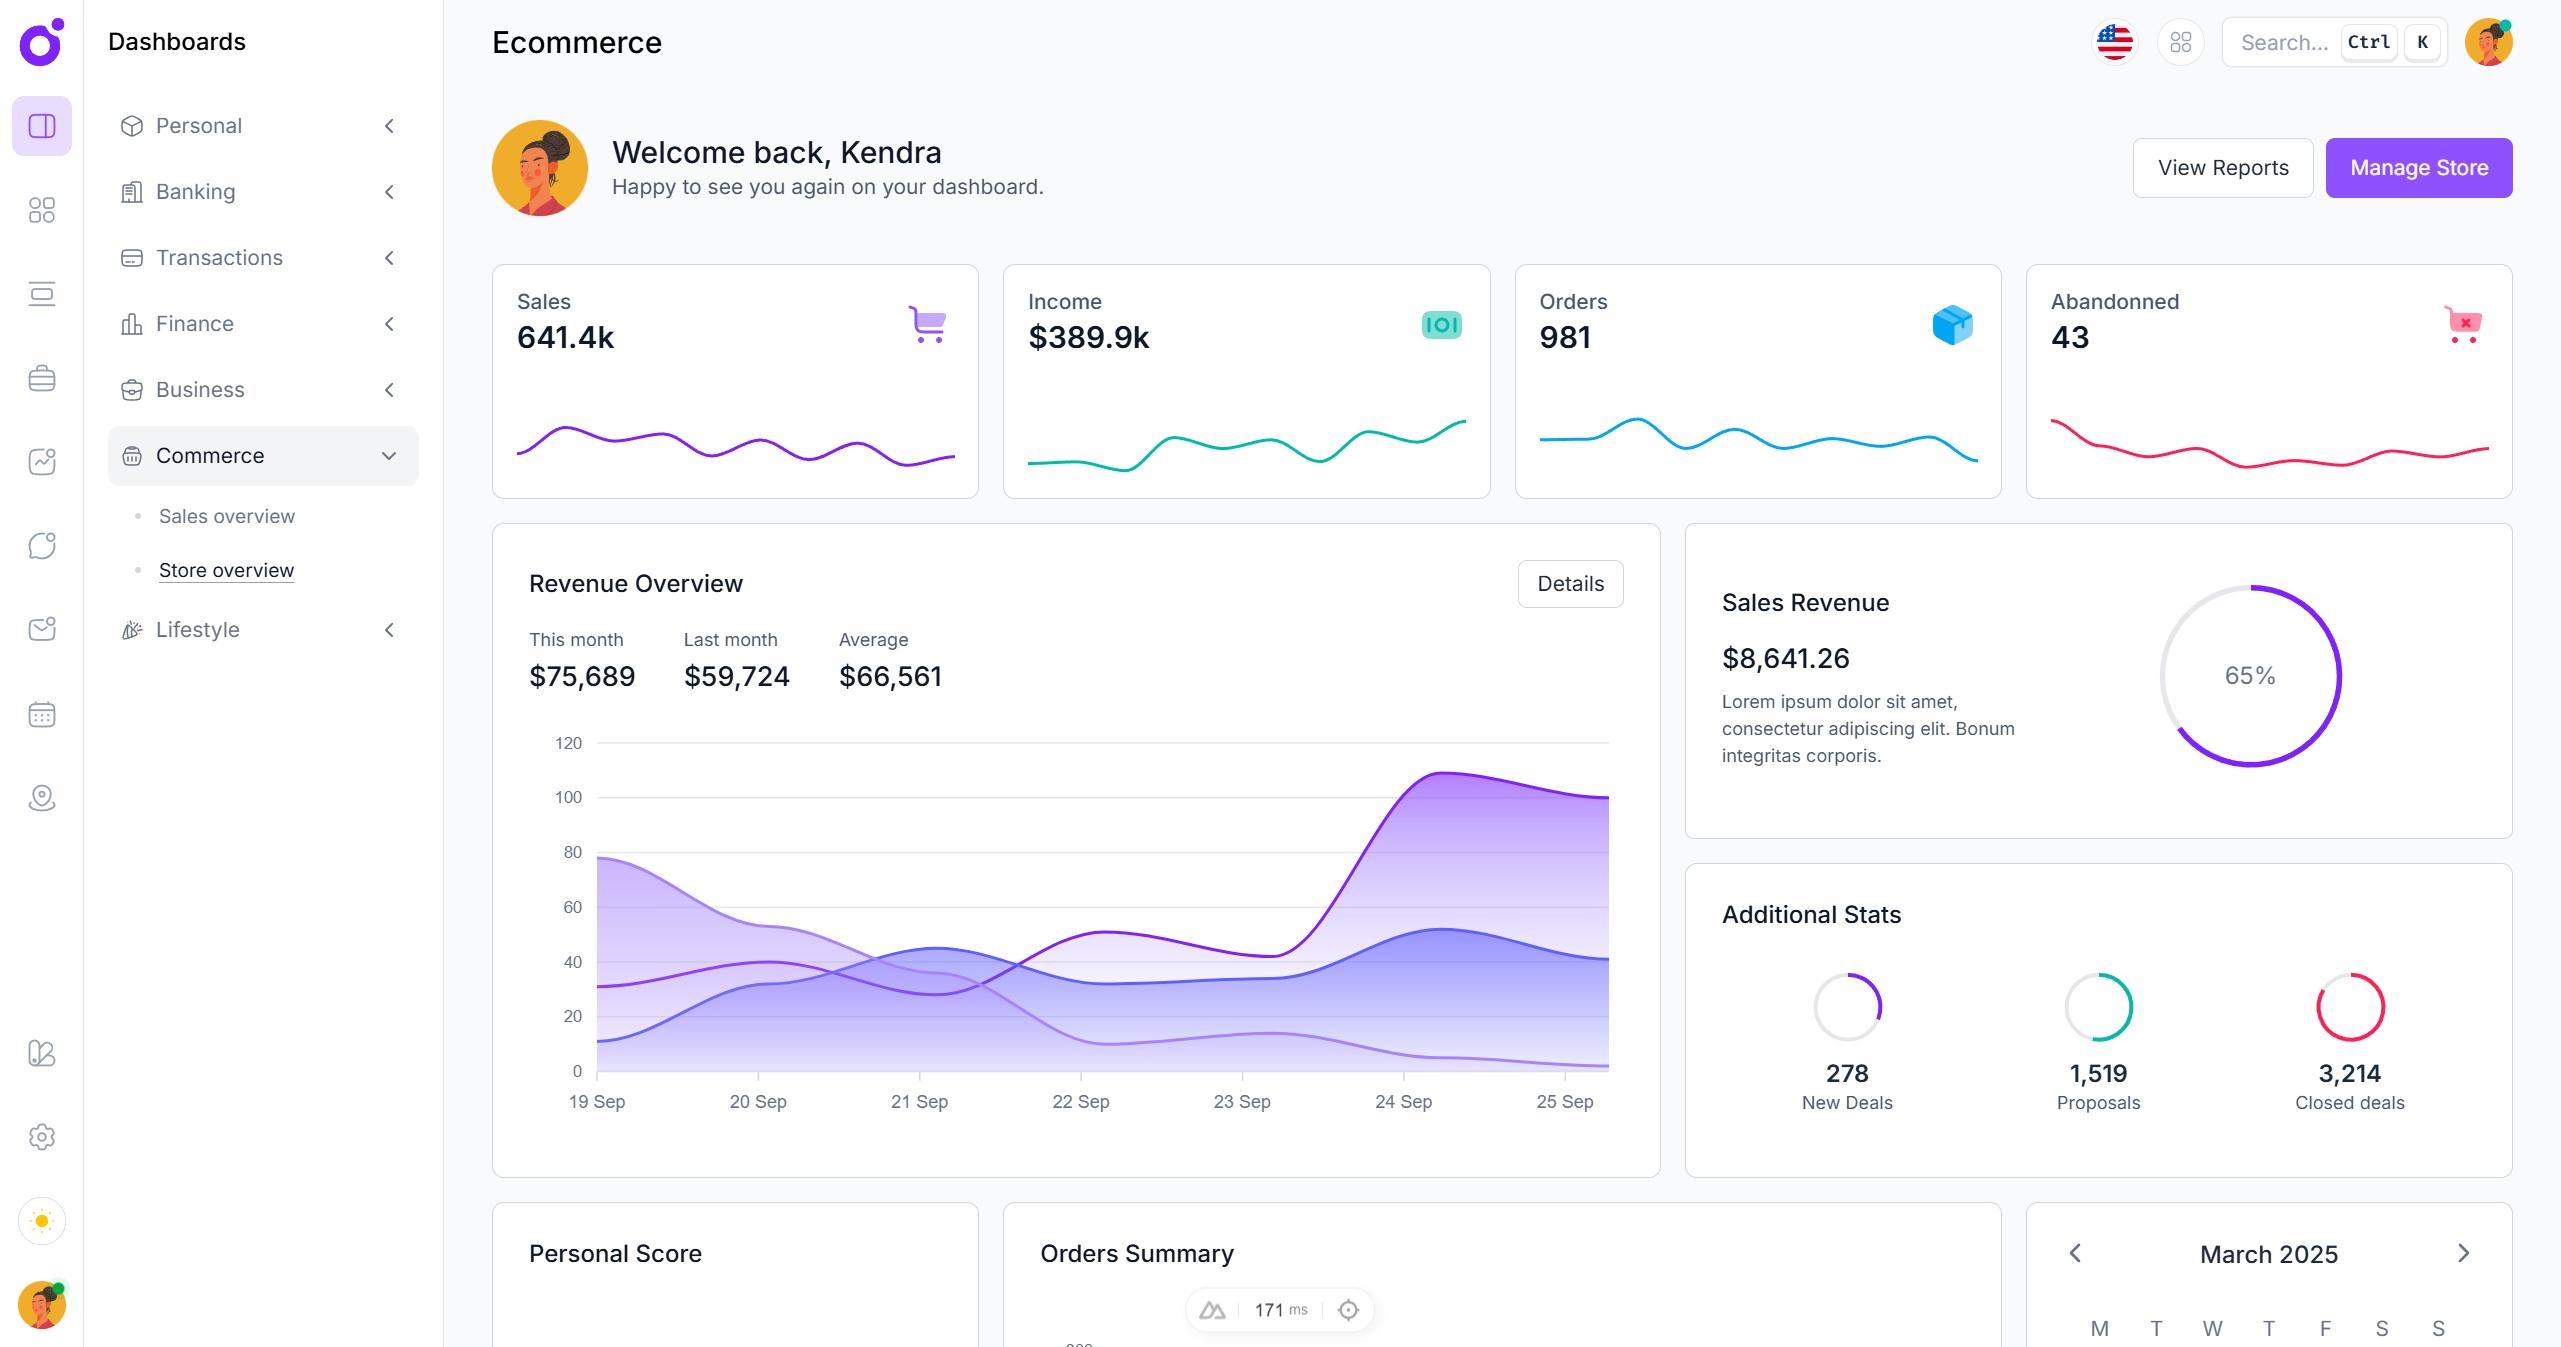 Dashboards
Personal
Banking
Transactions
Finance
Business
Commerce
Sales overview
Store overview
Lifestyle
Ecommerce
Search... Ctrl K
Welcome back, Kendra
Happy to see you again on your dashboard.
View Reports
Manage Store
Sales
641.4k
Income
$389.9k
Orders
981
Abandonned
43
Revenue Overview
Details
This month Last month Average
$75,689 $59,724 $66,561
120
100
80
60
40
20
0
19 Sep 20 Sep 21 Sep 22 Sep 23 Sep 24 Sep 25 Sep
Sales Revenue
$8,641.26
Lorem ipsum dolor sit amet,
consectetur adipiscing elit. Bonum
integritas corporis.
65%
Additional Stats
278 1,519 3,214
New Deals Proposals Closed deals
Personal Score
Orders Summary
171 ms
March 2025
M T W T F S S